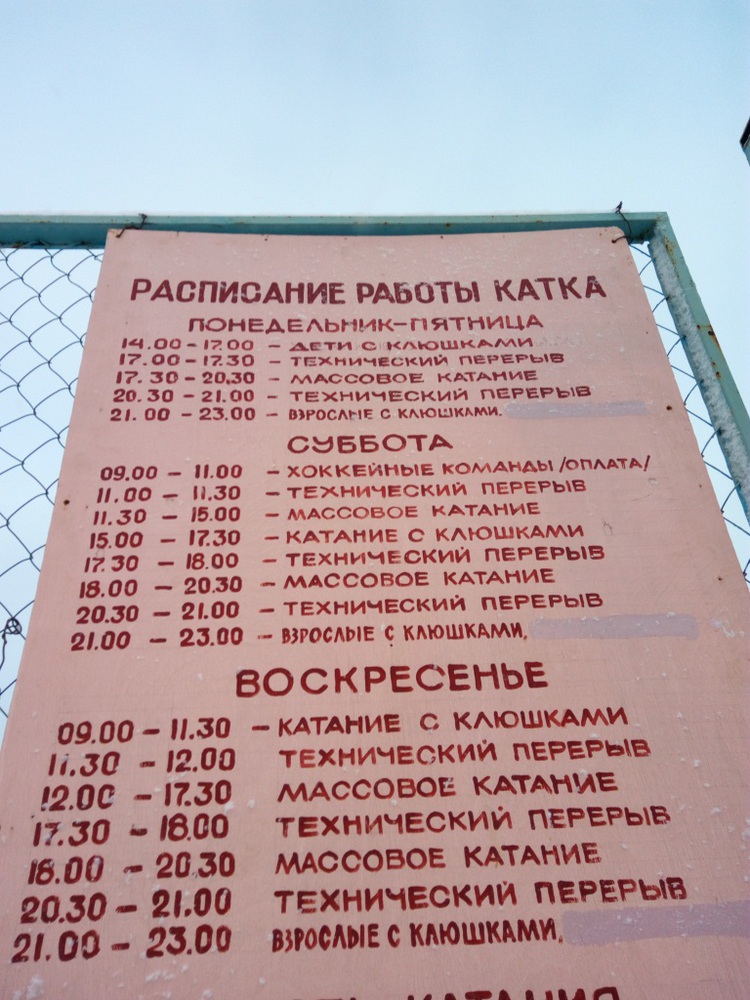 РАСПИСАНИЕ РАБОТЫ КАТКА
ПОНЕДЕЛЬНИК-ПЯТНИЦА
14.00-17.00 - ДЕТИ С КЛЮШКАМИ
17.00-17.30 - ТЕХНИЧЕСКИЙ ПЕРЕРЫВ
17.30-20.30 - МАССОВОЕ КАТАНИЕ
20.30-21.00 - ТЕХНИЧЕСКИЙ ПЕРЕРЫВ
21.00-23.00 - ВЗРОСЛЫЕ С КЛЮШКАМИ.
СУББОТА
09.00 - 11.00 - ХОККЕЙНЫЕ КОМАНДЫ /ОПЛАТА/
11.00 - 11.30 - ТЕХНИЧЕСКИЙ ПЕРЕРЫВ
11.30 - 15.00 - МАССОВОЕ КАТАНИЕ
15.00 - 17.30 - КАТАНИЕ С КЛЮШКАМИ
17.30 - 18.00 - ТЕХНИЧЕСКИЙ ПЕРЕРЫВ
18.00 - 20.30 - МАССОВОЕ КАТАНИЕ
20.30 - 21.00 - ТЕХНИЧЕСКИЙ ПЕРЕРЫВ
21.00 - 23.00 - ВЗРОСЛЫЕ С КЛЮШКАМИ,
ВОСКРЕСЕНЬЕ
09.00 - 11.30 - КАТАНИЕ С КЛЮШКАМИ
11.30 - 12.00 ТЕХНИЧЕСКИЙ ПЕРЕРЫВ
12.00 - 17.30 МАССОВОЕ КАТАНИЕ
17.30 - 18.00 ТЕХНИЧЕСКИЙ ПЕРЕРЫВ
18.00 - 20.30 МАССОВОЕ КАТАНИЕ
20.30 - 21.00 ТЕХНИЧЕСКИЙ ПЕРЕРЫВ
21.00 - 23.00 ВЗРОСЛЫЕ С КЛЮШКАМИ,
КАТАНИЯ